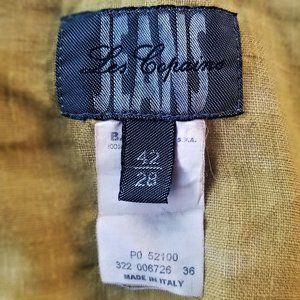 JEANS
Les Copains
42
28
P0 52100
322 006726 36
MADE IN ITALY